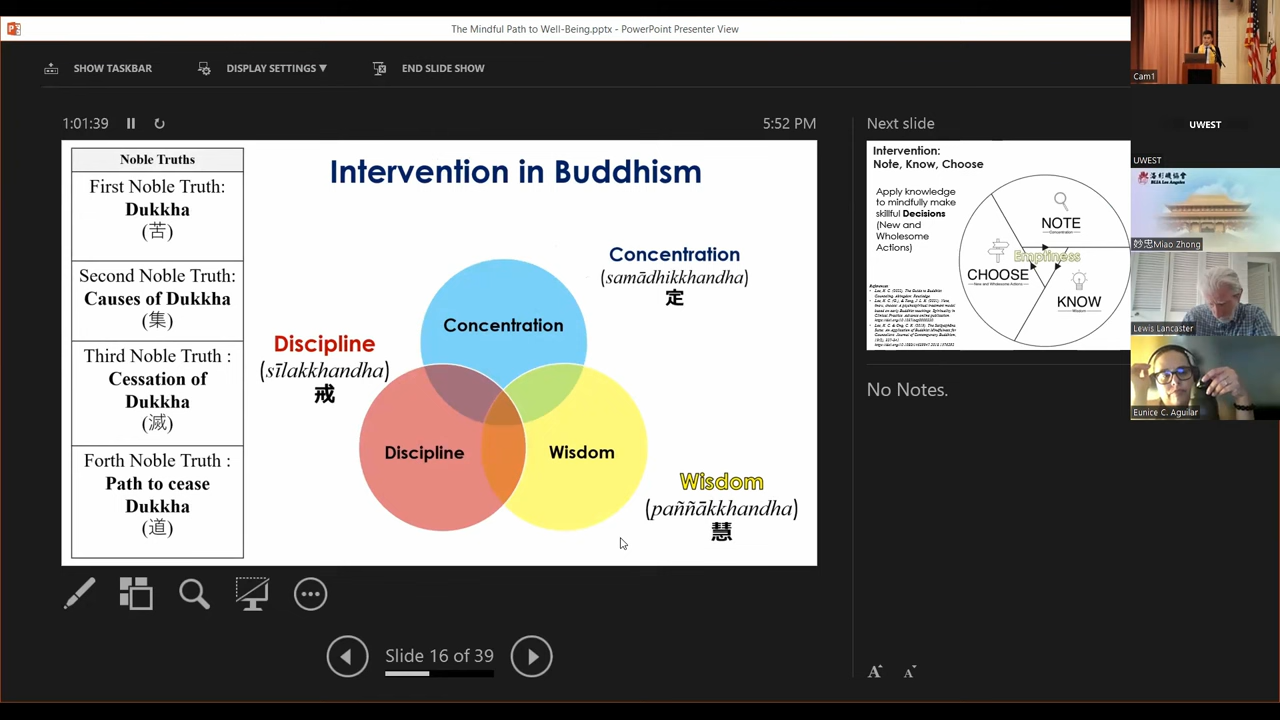 The Mindful Path to Well-Being.pptx - PowerPoint Presenter View
SHOW TASKBAR
DISPLAY SETTINGS ▼
END SLIDE SHOW
1:01:39
5:52 PM
Noble Truths
First Noble Truth:
Dukkha
(苦)
Second Noble Truth:
Causes of Dukkha
(集)
Third Noble Truth :
Cessation of
Dukkha
(滅)
Forth Noble Truth :
Path to cease
Dukkha
(道)
Intervention in Buddhism
Concentration
(samādhikkhandha)
定
Discipline
(sīlakkhandha)
戒
Concentration
Discipline
Wisdom
Wisdom
(paññākkhandha)
慧
Slide 16 of 39
Next slide
Intervention:
Note, Know, Choose
Apply knowledge
to mindfully make
skillful Decisions
(New and
Wholesome
Actions)
NOTE
Emptiness
CHOOSE
KNOW
No Notes.
Cam1
UWEST
UWEST
BLIA Los Angeles
妙忠Miao Zhong
Lewis Lancaster
Eunice C. Aguilar